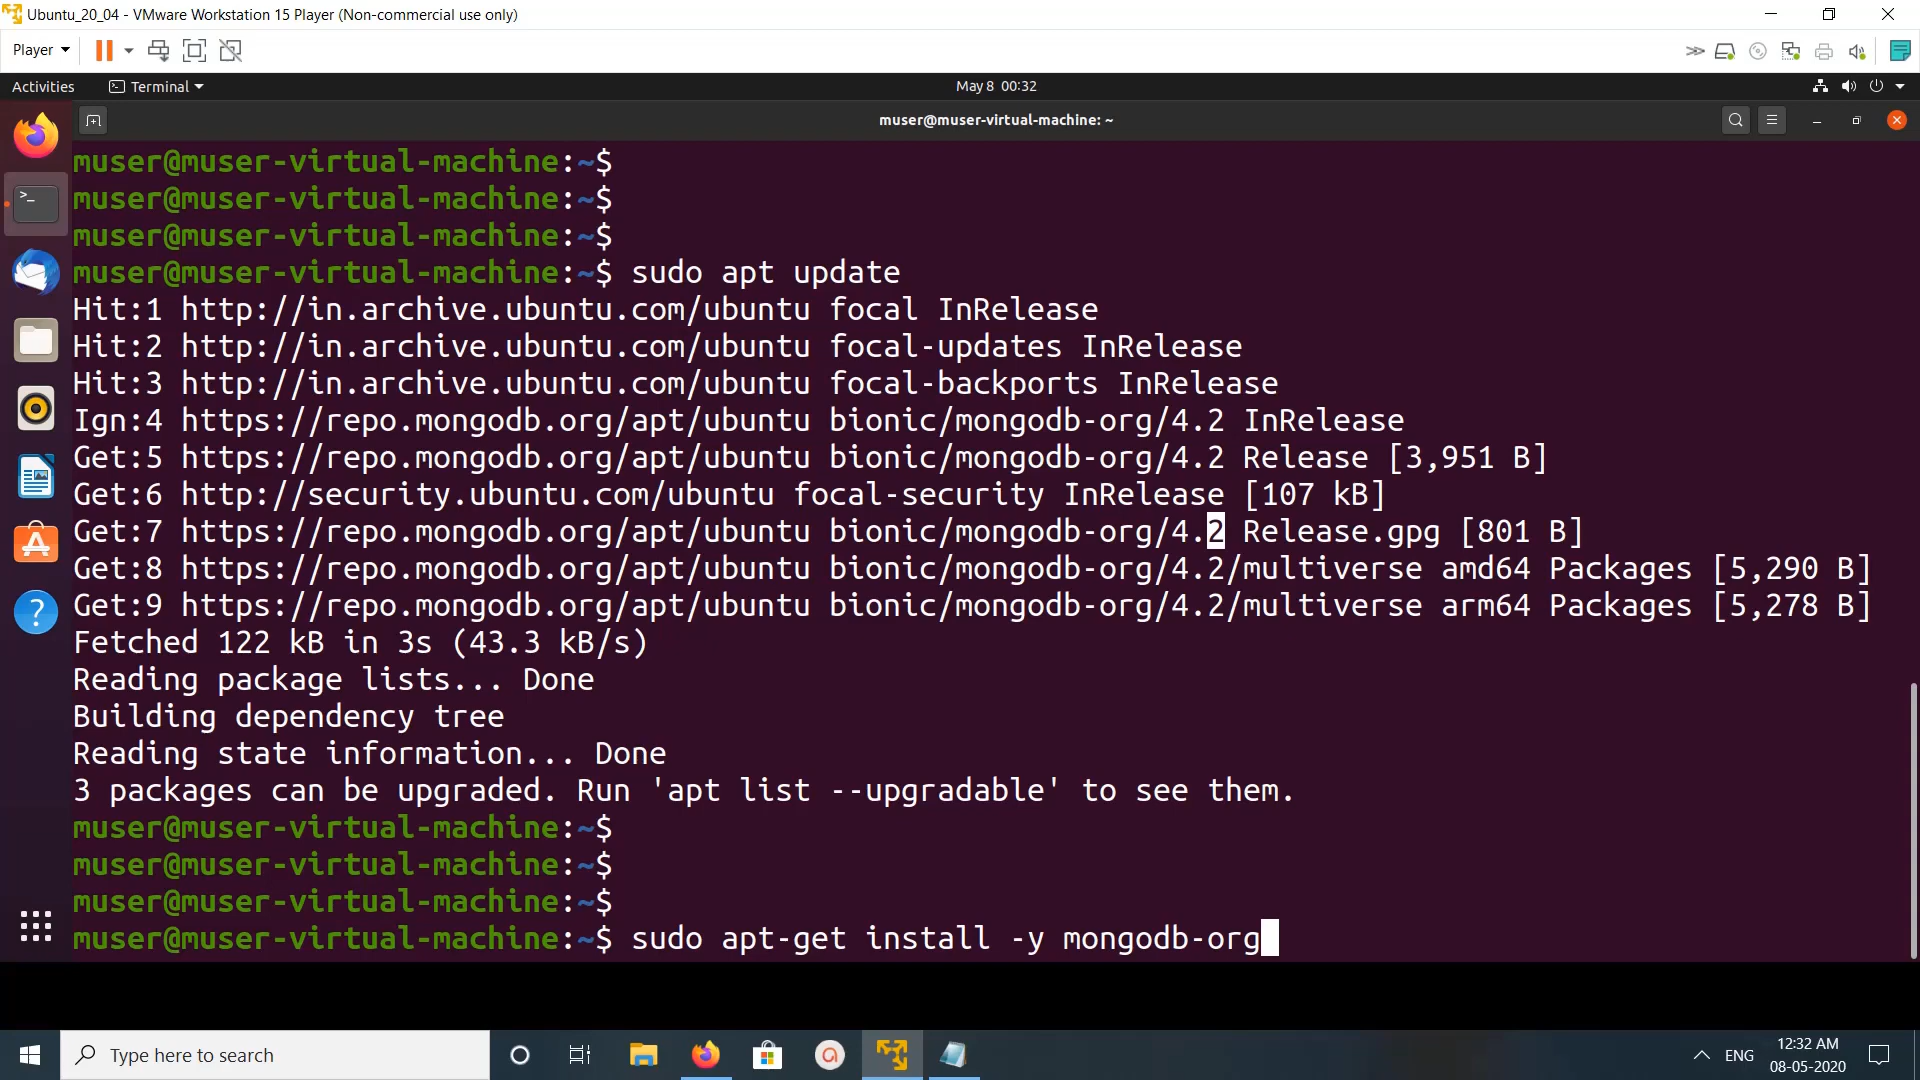 Ubuntu_20_04 - VMware Workstation 15 Player (Non-commercial use only)
Player
Activities Terminal May 8 00:32
muser@muser-virtual-machine: ~
muser@muser-virtual-machine:~$
muser@muser-virtual-machine:~$
muser@muser-virtual-machine:~$
muser@muser-virtual-machine:~$ sudo apt update
Hit:1 http://in.archive.ubuntu.com/ubuntu focal InRelease
Hit:2 http://in.archive.ubuntu.com/ubuntu focal-updates InRelease
Hit:3 http://in.archive.ubuntu.com/ubuntu focal-backports InRelease
Ign:4 https://repo.mongodb.org/apt/ubuntu bionic/mongodb-org/4.2 InRelease
Get:5 https://repo.mongodb.org/apt/ubuntu bionic/mongodb-org/4.2 Release [3,951 B]
Get:6 http://security.ubuntu.com/ubuntu focal-security InRelease [107 kB]
Get:7 https://repo.mongodb.org/apt/ubuntu bionic/mongodb-org/4.2 Release.gpg [801 B]
Get:8 https://repo.mongodb.org/apt/ubuntu bionic/mongodb-org/4.2/multiverse amd64 Packages [5,290 B]
Get:9 https://repo.mongodb.org/apt/ubuntu bionic/mongodb-org/4.2/multiverse arm64 Packages [5,278 B]
Fetched 122 kB in 3s (43.3 kB/s)
Reading package lists... Done
Building dependency tree
Reading state information... Done
3 packages can be upgraded. Run 'apt list --upgradable' to see them.
muser@muser-virtual-machine:~$
muser@muser-virtual-machine:~$
muser@muser-virtual-machine:~$
muser@muser-virtual-machine:~$ sudo apt-get install -y mongodb-org
Type here to search
ENG
12:32 AM
08-05-2020